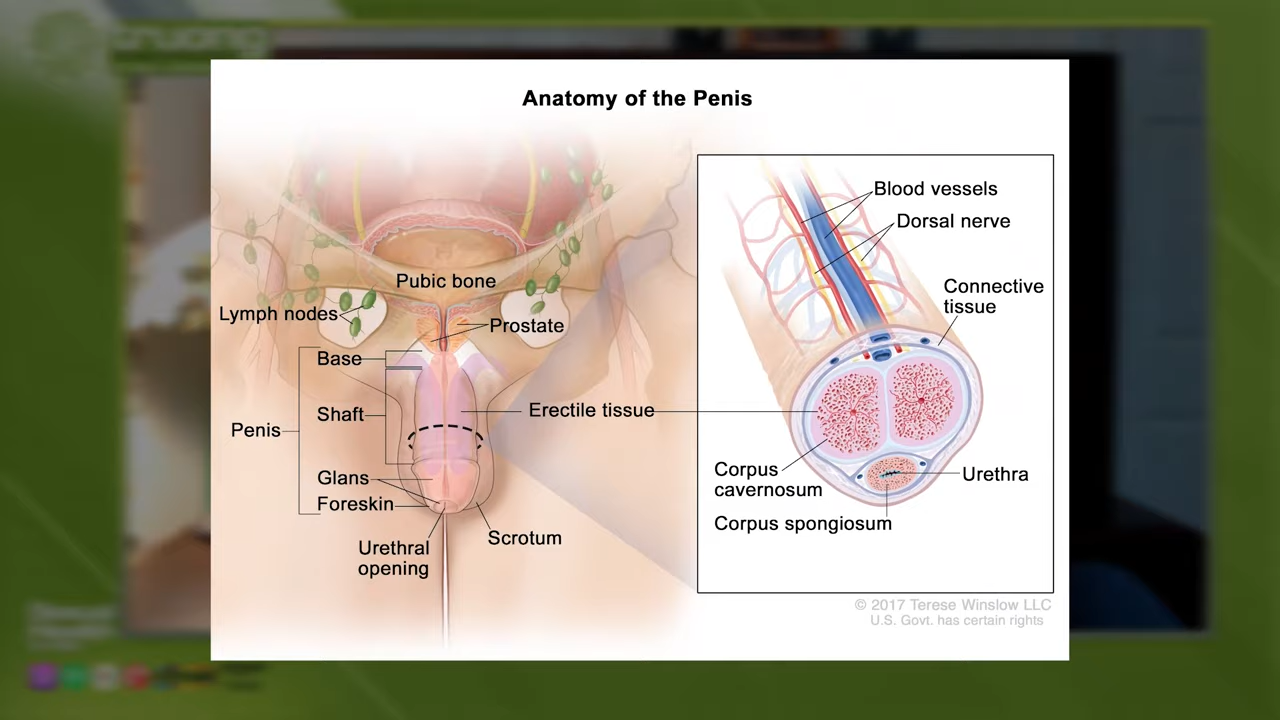 truong
Anatomy of the Penis
Blood vessels
Dorsal nerve
Connective
tissue
Pubic bone
Lymph nodes
Prostate
Base
Shaft
Erectile tissue
Penis
Glans
Foreskin
Urethral
opening
Scrotum
Corpus
cavernosum
Urethra
Corpus spongiosum
© 2017 Terese Winslow LLC
U.S. Govt. has certain rights